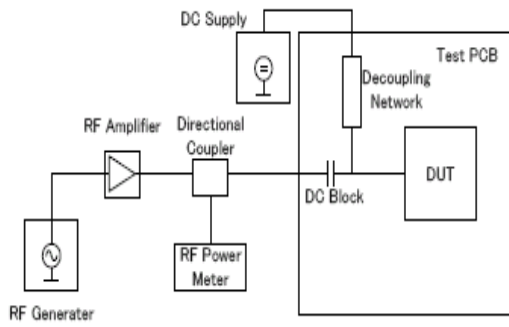 DC Supply
Test PCB
Decoupling
Network
RF Amplifier
Directional
Coupler
DUT
DC Block
RF Power
Meter
RF Generater